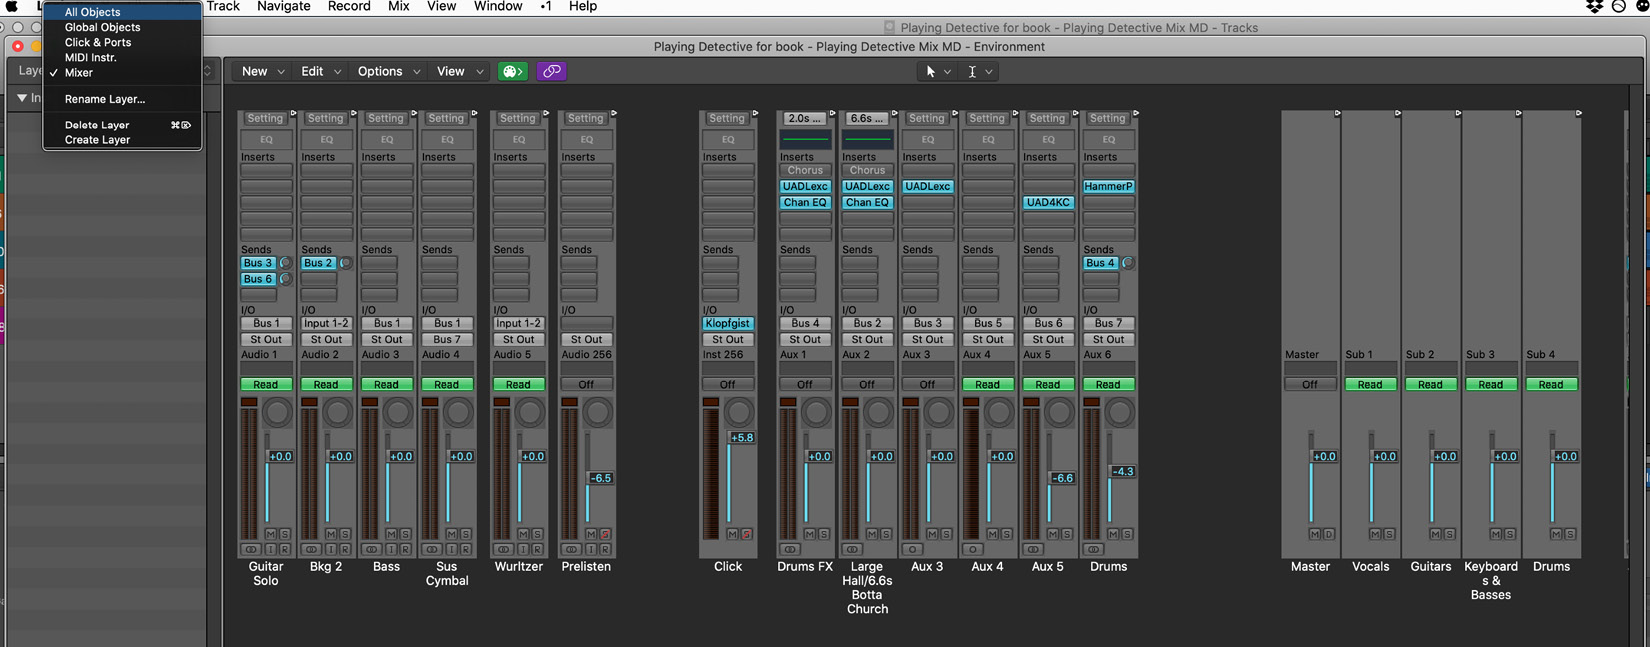 Track Navigate Record Mix View Window •1 Help
Playing Detective for book - Playing Detective Mix MD - Tracks
Playing Detective for book - Playing Detective Mix MD - Environment
All Objects
Global Objects
Click & Ports
MIDI Instr.
✓ Mixer
Rename Layer...
Delete Layer ⌘⌦
Create Layer
New Edit Options View
Setting Setting Setting Setting Setting Setting Setting 2.0s ... 6.6s ... Setting Setting Setting Setting
EQ EQ EQ EQ EQ EQ EQ EQ EQ EQ EQ
Inserts Inserts Inserts Inserts Inserts Inserts Inserts Inserts Inserts Inserts Inserts Inserts Inserts
Chorus Chorus
UADLexc UADLexc UADLexc HammerP
Chan EQ Chan EQ UAD4KC
Sends Sends Sends Sends Sends Sends Sends Sends Sends Sends Sends Sends Sends
Bus 3 Bus 2 Bus 4
Bus 6
I/O I/O I/O I/O I/O I/O I/O I/O I/O I/O I/O I/O I/O
Bus 1 Input 1-2 Bus 1 Bus 1 Input 1-2 Klopfgist Bus 4 Bus 2 Bus 3 Bus 5 Bus 6 Bus 7
St Out St Out St Out Bus 7 St Out St Out St Out St Out St Out St Out St Out St Out St Out
Audio 1 Audio 2 Audio 3 Audio 4 Audio 5 Audio 256 Inst 256 Aux 1 Aux 2 Aux 3 Aux 4 Aux 5 Aux 6 Master Sub 1 Sub 2 Sub 3 Sub 4
Read Read Read Read Read Off Off Off Off Off Read Read Read Off Read Read Read Read
+0.0 +0.0 +0.0 +0.0 +0.0 -6.5 +5.8 +0.0 +0.0 +0.0 +0.0 -6.6 -4.3 +0.0 +0.0 +0.0 +0.0 +0.0
M S M S M S M S M S M S M S M S M S M S M S M S M S M D M S M S M S M S
I R I R I R I R I R I R
Guitar Solo
Bkg 2
Bass
Sus Cymbal
Wurltzer
Prelisten
Click
Drums FX
Large
Hall/6.6s
Botta
Church
Aux 3
Aux 4
Aux 5
Drums
Master
Vocals
Guitars
Keyboard
s &
Basses
Drums